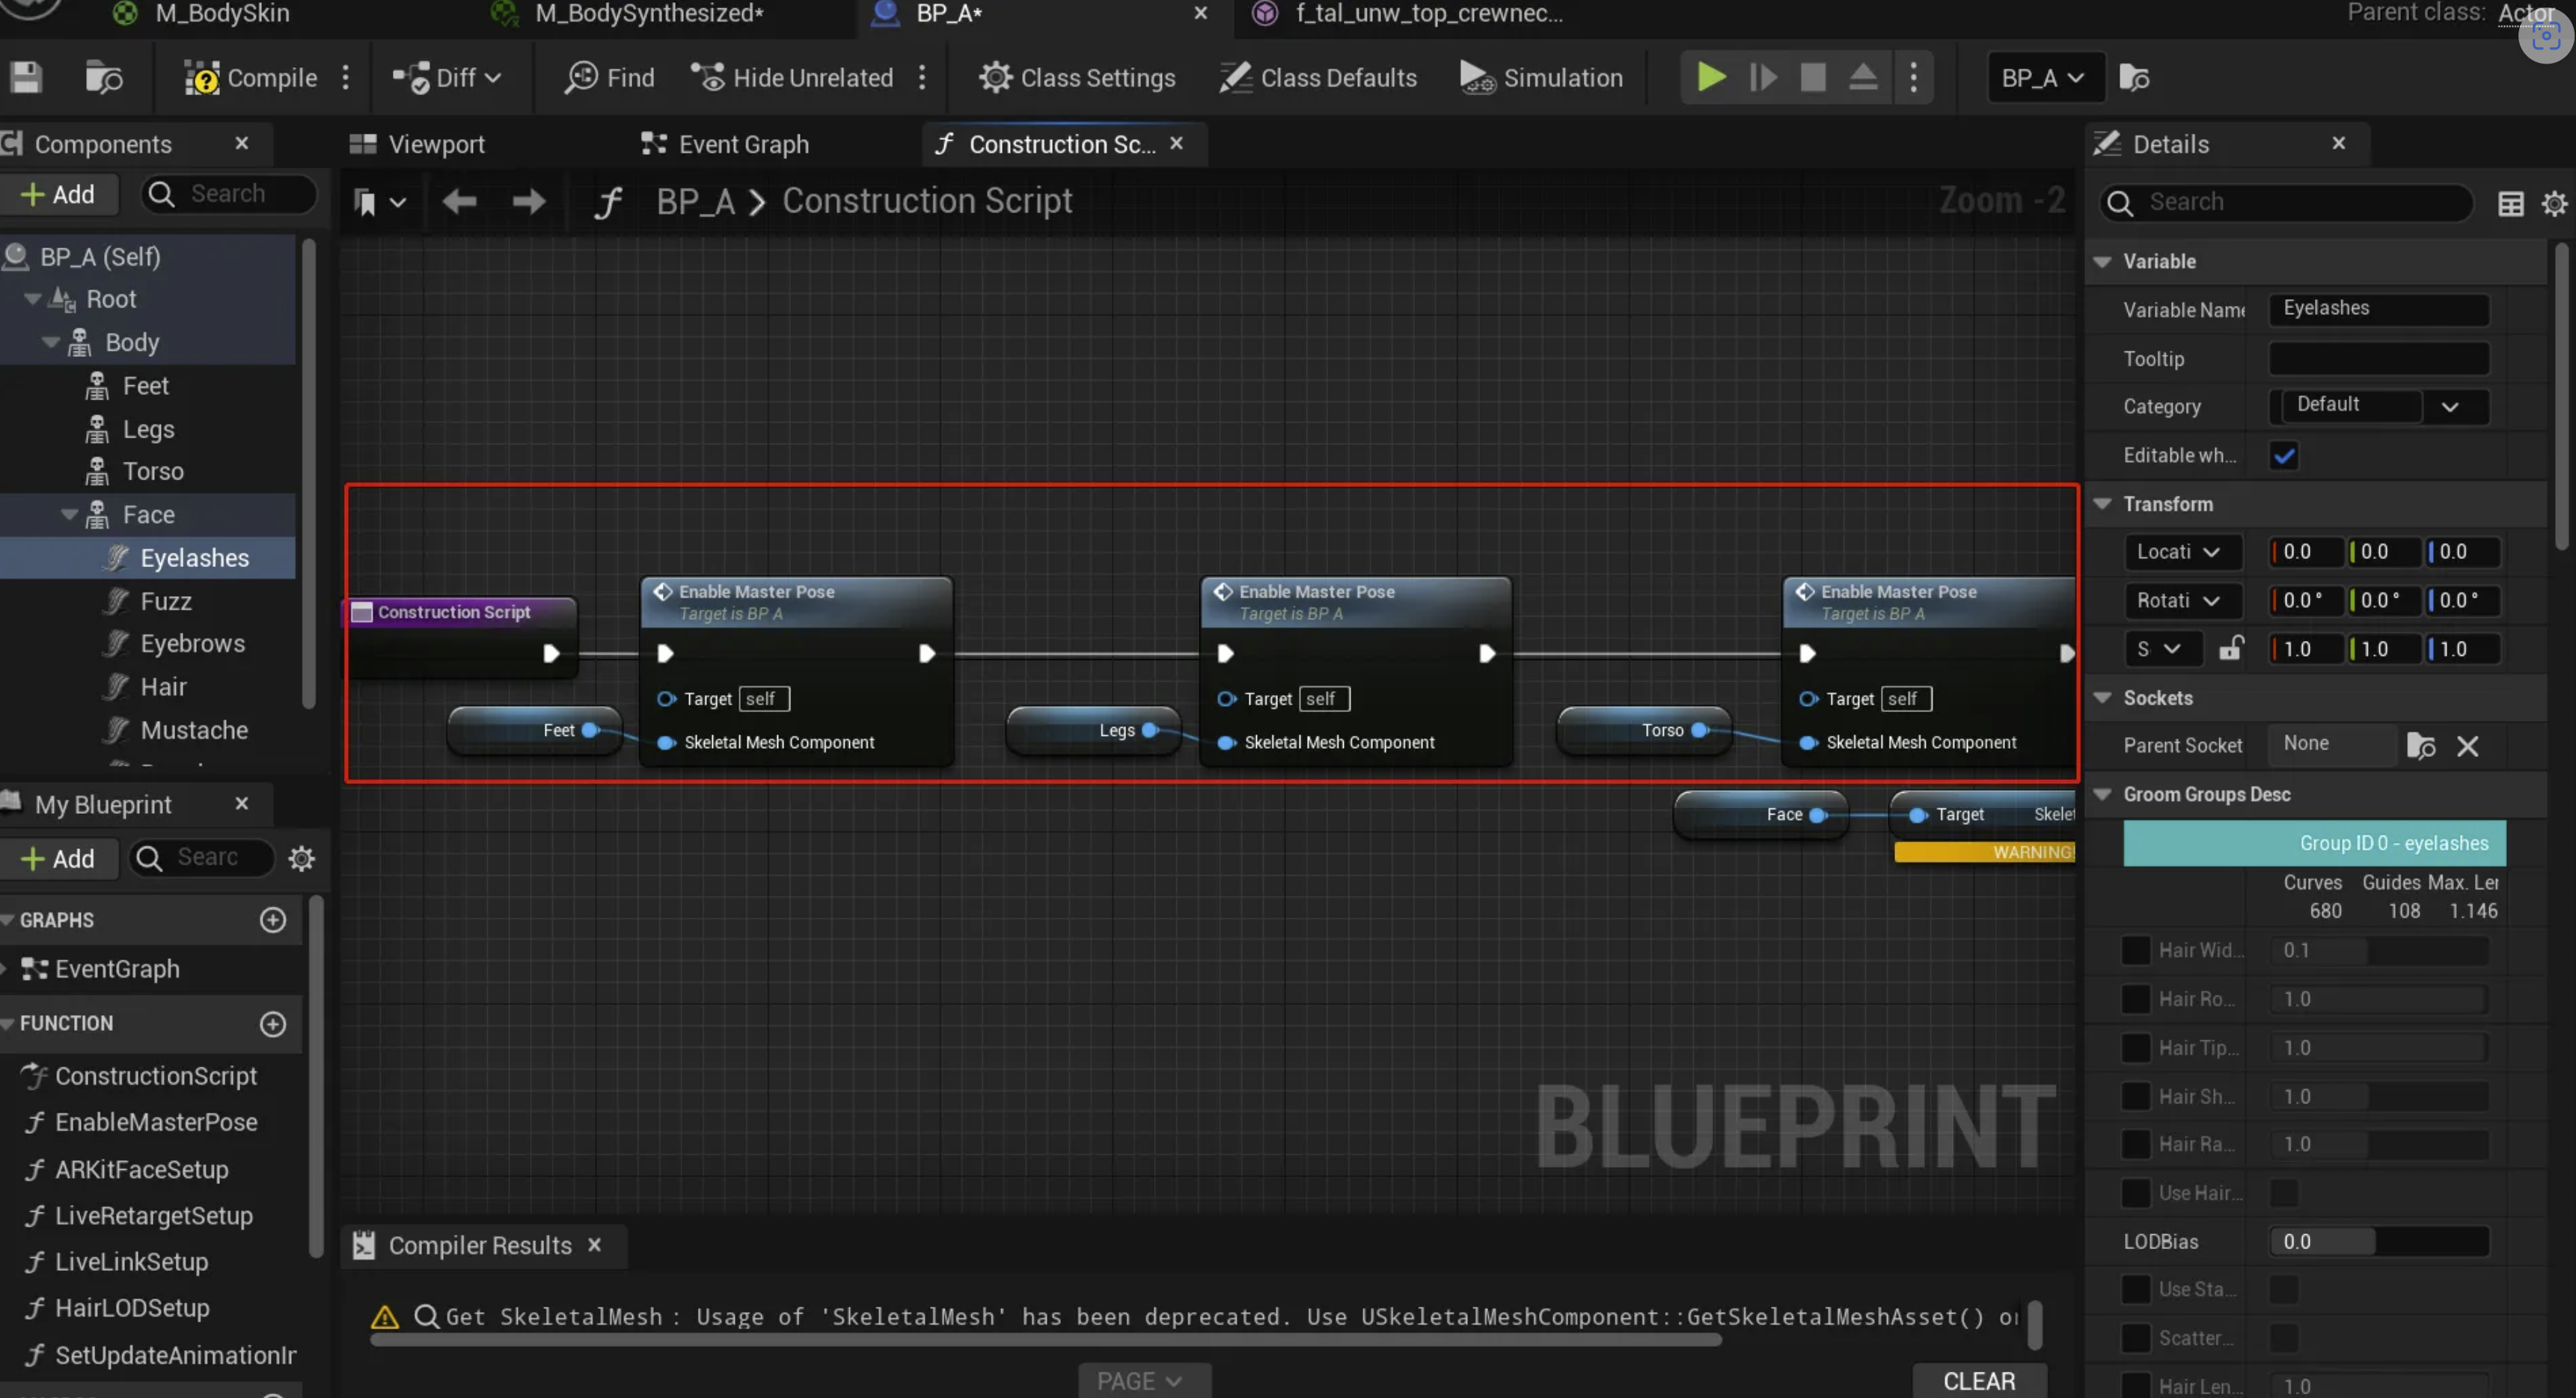 M_BodySkin
M_BodySynthesized*
BP_A*
f_tal_unw_top_crewnec...
Parent class: Actor
Compile
Diff
Find
Hide Unrelated
Class Settings
Class Defaults
Simulation
BP_A
Components
Viewport
Event Graph
Construction Sc...
Details
Add
Search
BP_A > Construction Script
Zoom -2
Search
BP_A (Self)
Root
Body
Feet
Legs
Torso
Face
Eyelashes
Fuzz
Eyebrows
Hair
Mustache
Construction Script
Enable Master Pose
Target is BP A
Target self
Skeletal Mesh Component
Feet
Enable Master Pose
Target is BP A
Target self
Skeletal Mesh Component
Legs
Enable Master Pose
Target is BP A
Target self
Skeletal Mesh Component
Torso
Face
Target
Skelet
WARNING!
BLUEPRINT
Variable
Variable Name
Eyelashes
Tooltip
Category
Default
Editable wh...
Transform
Locati
0.0 0.0 0.0
Rotati
0.0 ° 0.0 ° 0.0 °
S
1.0 1.0 1.0
Sockets
Parent Socket
None
Groom Groups Desc
Group ID 0 - eyelashes
Curves Guides Max. Ler
680 108 1.146
Hair Wid...
0.1
Hair Ro...
1.0
Hair Tip...
1.0
Hair Sh...
1.0
Hair Ra...
1.0
Use Hair...
LODBias
0.0
Use Sta...
Scatter...
Hair Len...
1.0
My Blueprint
Add
Searc
GRAPHS
EventGraph
FUNCTION
ConstructionScript
EnableMasterPose
ARKitFaceSetup
LiveRetargetSetup
LiveLinkSetup
HairLODSetup
SetUpdateAnimationIr
Compiler Results
Get SkeletalMesh : Usage of 'SkeletalMesh' has been deprecated. Use USkeletalMeshComponent::GetSkeletalMeshAsset() or
PAGE
CLEAR